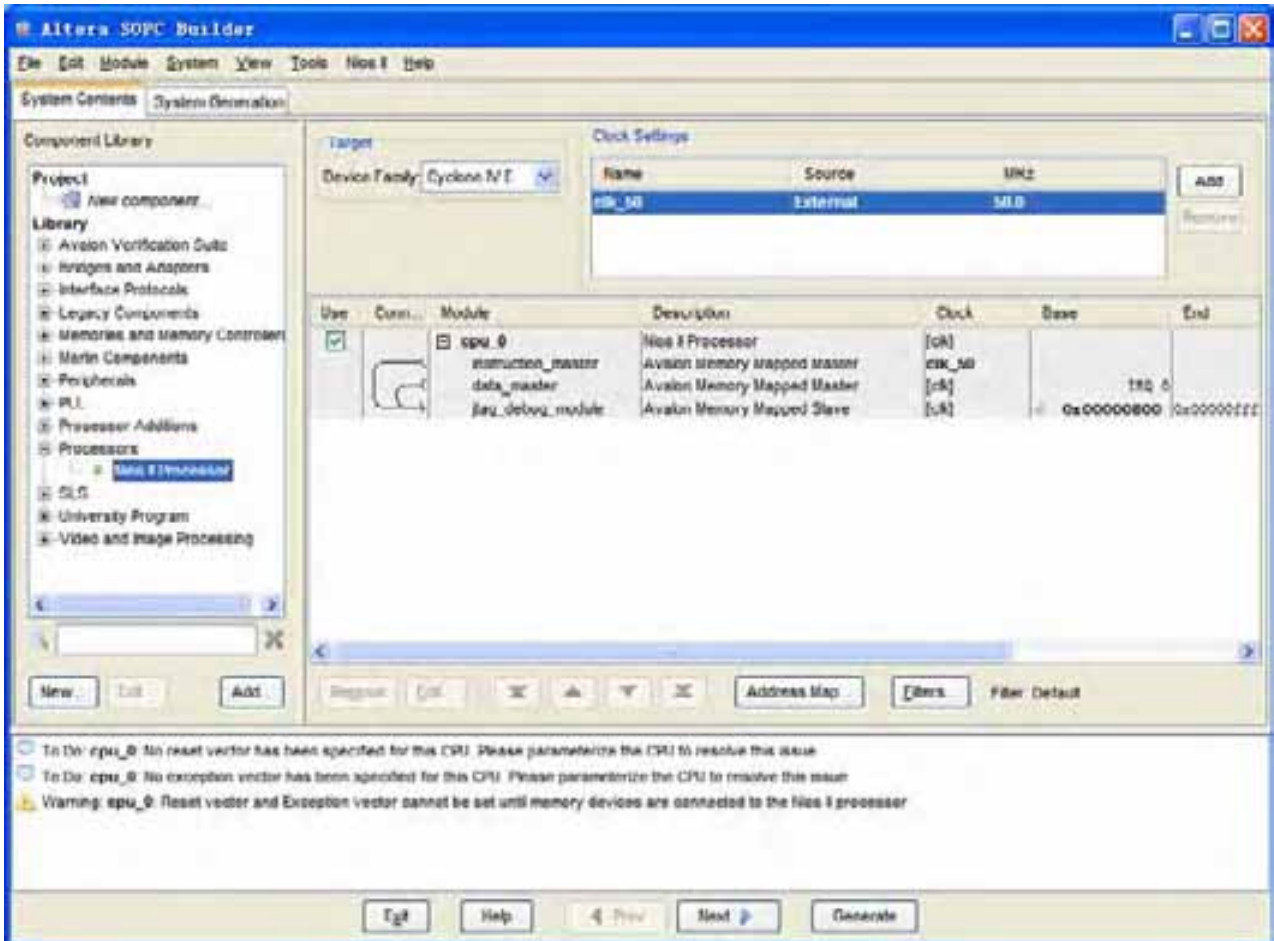 Altera SOPC Builder
File Edit Module System View Tools Nios II Help
System Contents System Generation
Component Library
Project
New component...
Library
Avalon Verification Suite
Bridges and Adapters
Interface Protocols
Legacy Components
Memories and Memory Controllers
Merlin Components
Peripherals
PLL
Processor Additions
Processors
Nios II Processor
SLS
University Program
Video and Image Processing
New... Edit... Add...
Target
Device Family: Cyclone IV E
Clock Settings
Name Source MHz
clk_50 External 50.0
Add
Remove
Use Conn... Module Description Clock Base End
cpu_0 Nios II Processor [clk]
instruction_master Avalon Memory Mapped Master clk_50
data_master Avalon Memory Mapped Master [clk] IRQ 0
jtag_debug_module Avalon Memory Mapped Slave [clk] 0x00000800 0x00000fff
Remove Edit... Address Map... Filters... Filter: Default
To Do: cpu_0: No reset vector has been specified for this CPU. Please parameterize the CPU to resolve this issue
To Do: cpu_0: No exception vector has been specified for this CPU. Please parameterize the CPU to resolve this issue
Warning: cpu_0: Reset vector and Exception vector cannot be set until memory devices are connected to the Nios II processor
Exit Help Prev Next Generate